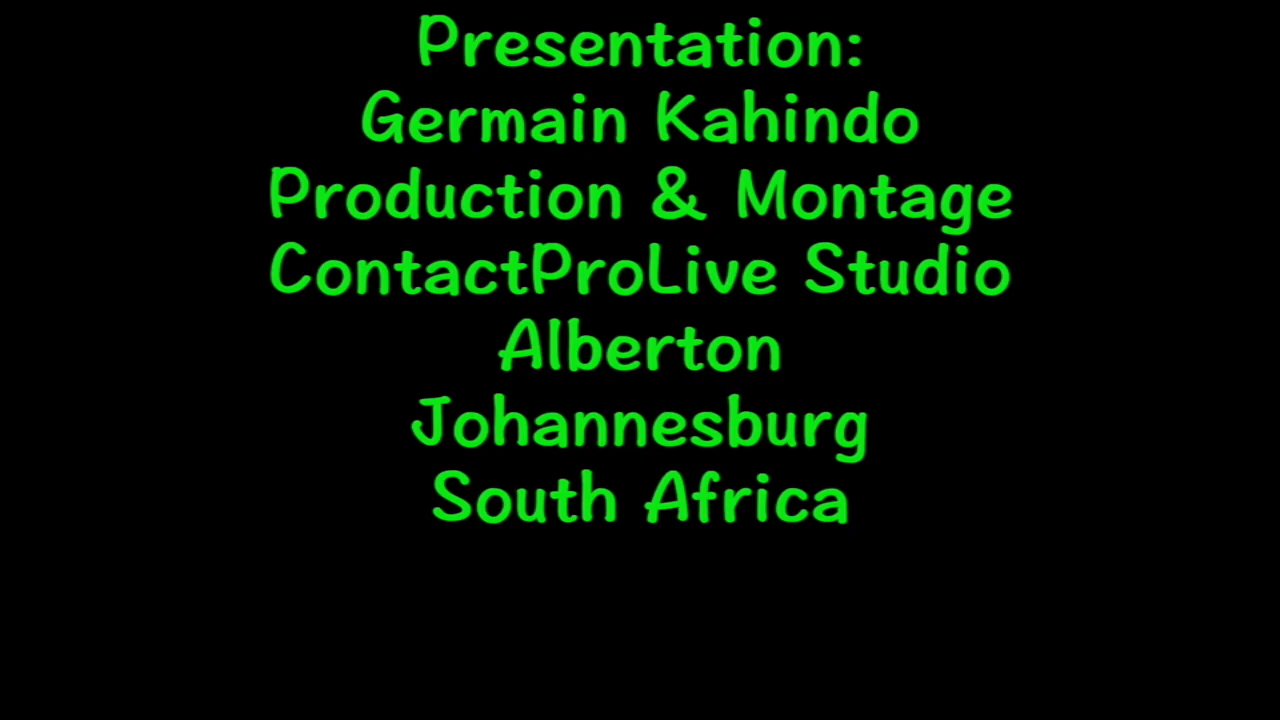 Presentation:
Germain Kahindo
Production & Montage
ContactProLive Studio
Alberton
Johannesburg
South Africa